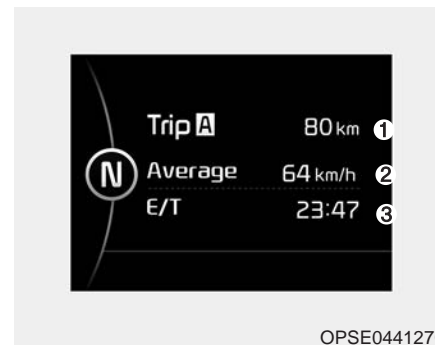 Trip A 80 km ①
N
Average 64 km/h ②
E/T 23:47 ③
OPSE044127